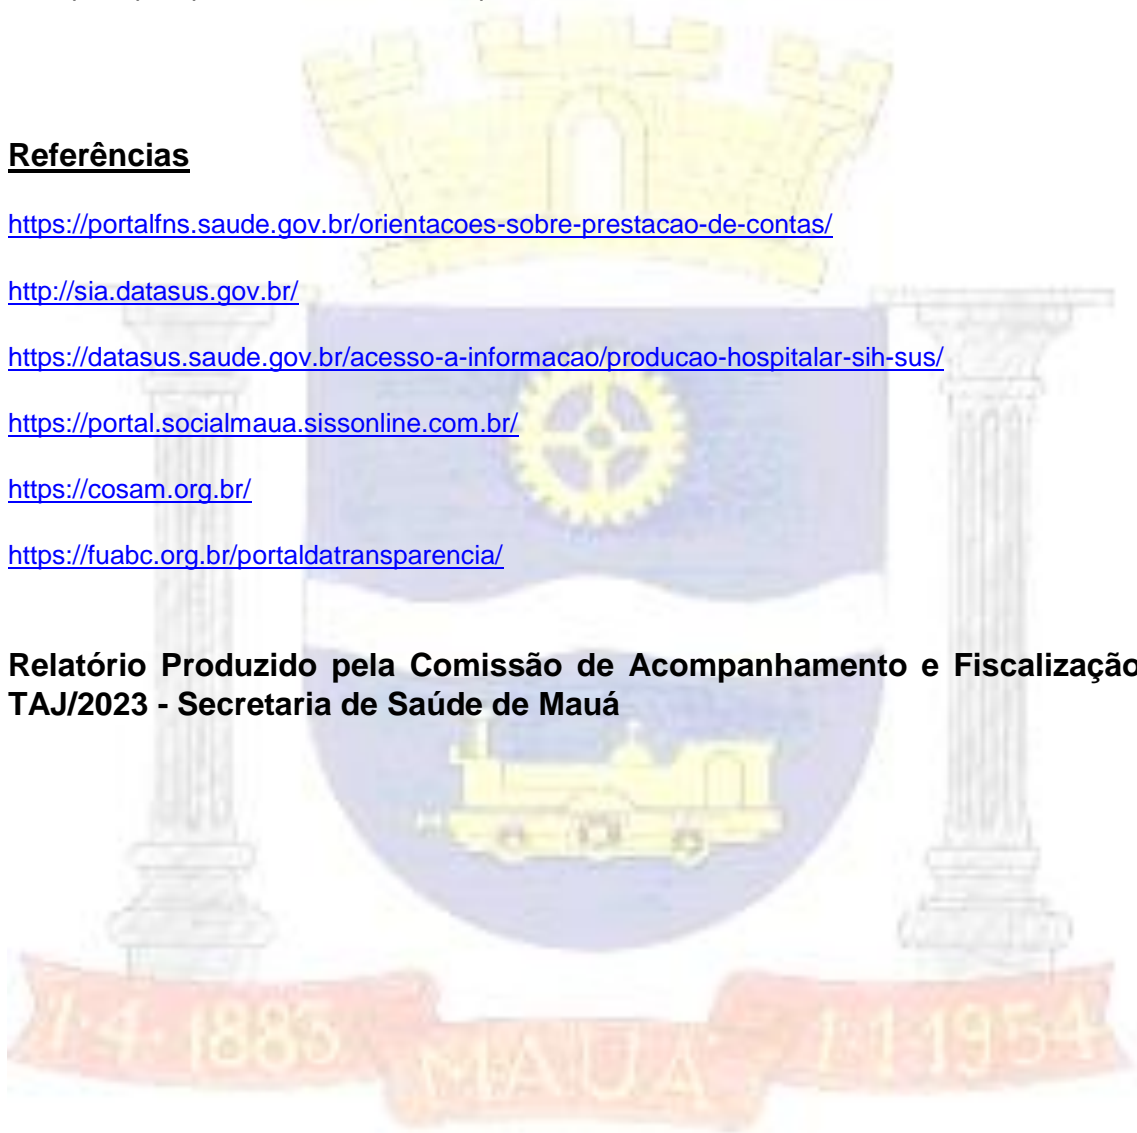 Referências
https://portalfns.saude.gov.br/orientacoes-sobre-prestacao-de-contas/
http://sia.datasus.gov.br/
https://datasus.saude.gov.br/acesso-a-informacao/producao-hospitalar-sih-sus/
https://portal.socialmaua.sissonline.com.br/
https://cosam.org.br/
https://fuabc.org.br/portaldatransparencia/
Relatório Produzido pela Comissão de Acompanhamento e Fiscalização
TAJ/2023 - Secretaria de Saúde de Mauá
1-4-1883 MAUÁ 1-1-1954